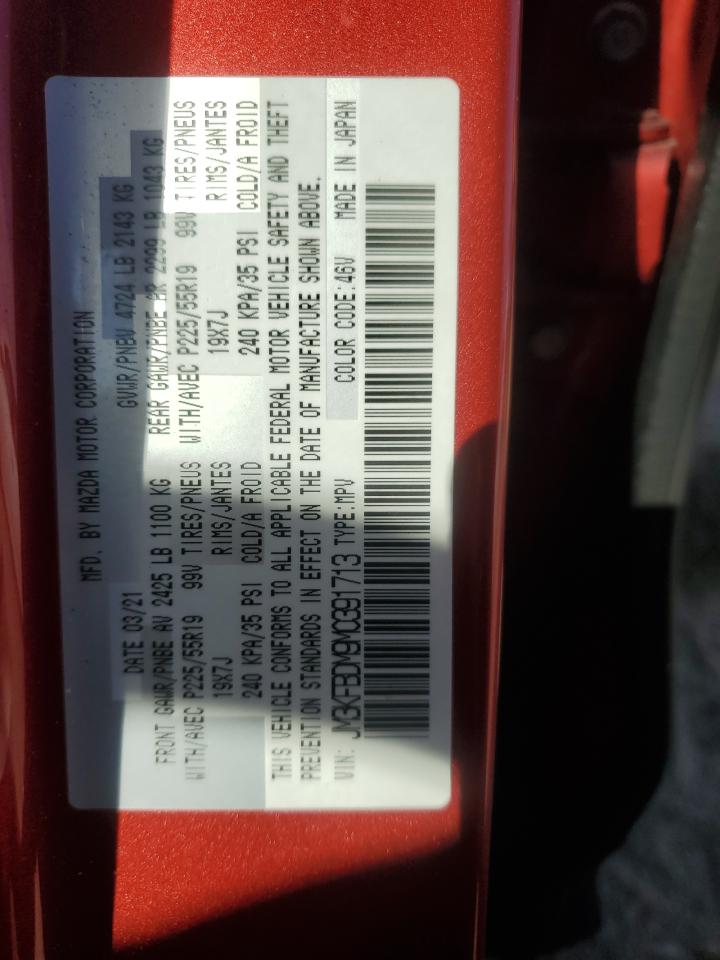 MFD. BY MAZDA MOTOR CORPORATION
DATE 03/21 GVWR/PNBV 4724 LB 2143 KG
FRONT GAWR/PNBE AV 2425 LB 1100 KG REAR GAWR/PNBE AR 2299 LB 1043 KG
WITH/AVEC P225/55R19 99V TIRES/PNEUS WITH/AVEC P225/55R19 99V TIRES/PNEUS
19X7J RIMS/JANTES 19X7J RIMS/JANTES
240 KPA/35 PSI COLD/A FROID 240 KPA/35 PSI COLD/A FROID
THIS VEHICLE CONFORMS TO ALL APPLICABLE FEDERAL MOTOR VEHICLE SAFETY AND THEFT
PREVENTION STANDARDS IN EFFECT ON THE DATE OF MANUFACTURE SHOWN ABOVE.
VIN: JM3KFBDM9M0391713 TYPE:MPV COLOR CODE:46V MADE IN JAPAN